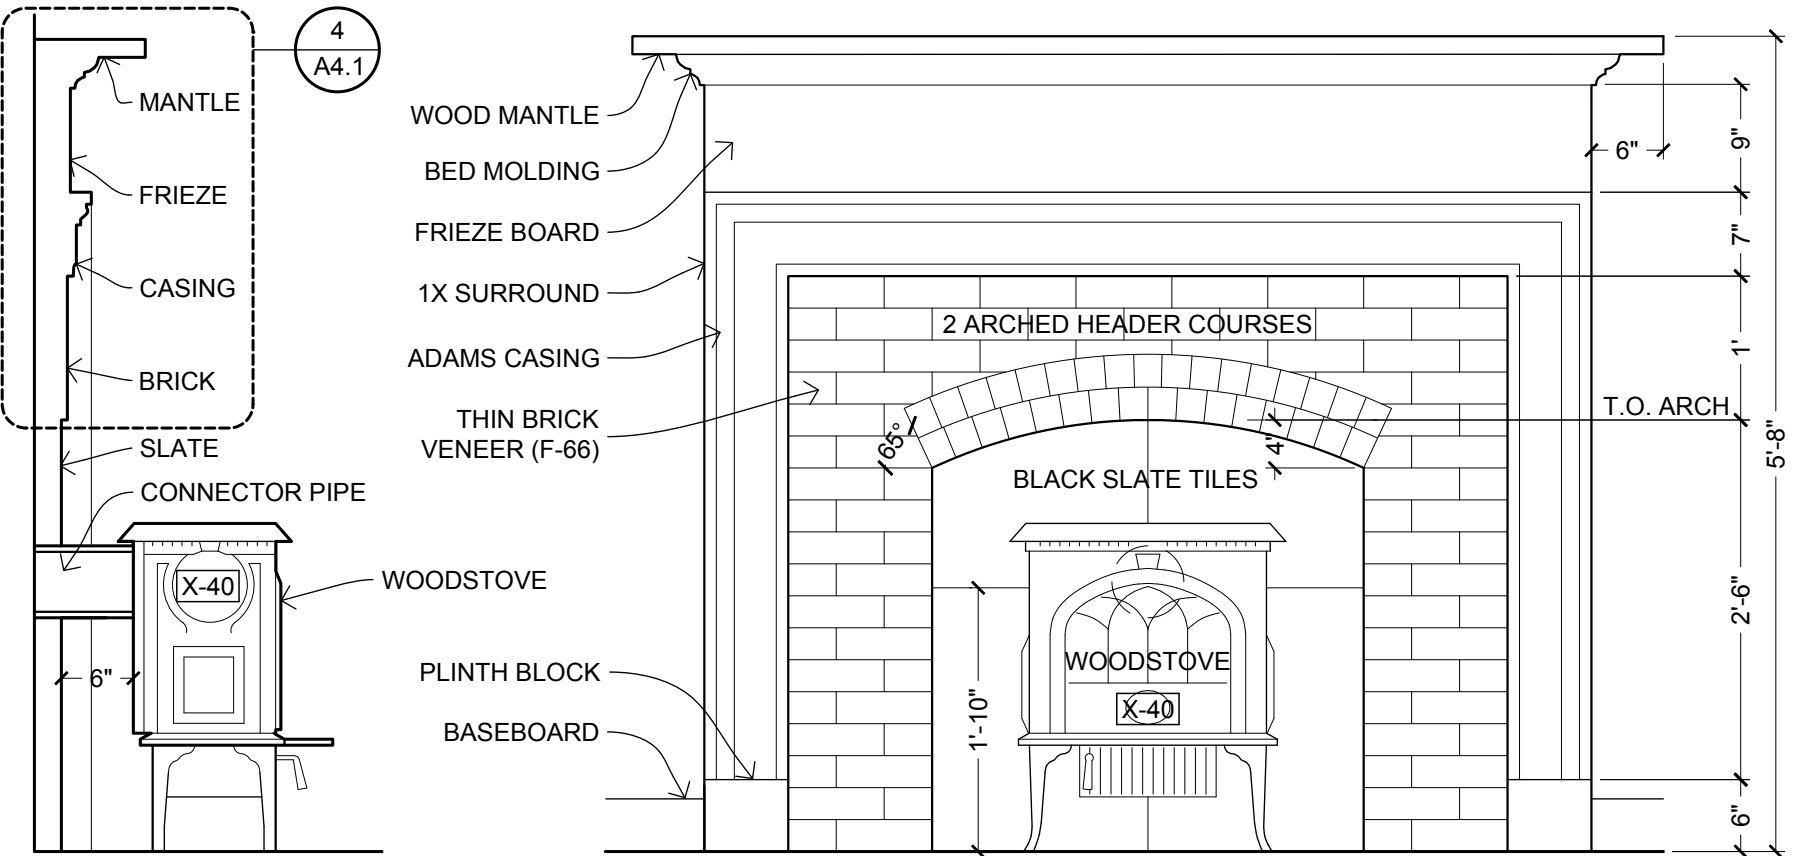 4
A4.1
MANTLE
FRIEZE
CASING
BRICK
SLATE
CONNECTOR PIPE
X-40
WOODSTOVE
6"
WOOD MANTLE
BED MOLDING
FRIEZE BOARD
1X SURROUND
ADAMS CASING
THIN BRICK
VENEER (F-66)
PLINTH BLOCK
BASEBOARD
2 ARCHED HEADER COURSES
65°
4"
BLACK SLATE TILES
WOODSTOVE
X-40
1'-10"
6"
9"
7"
1'
T.O. ARCH
2'-6"
6"
5'-8"